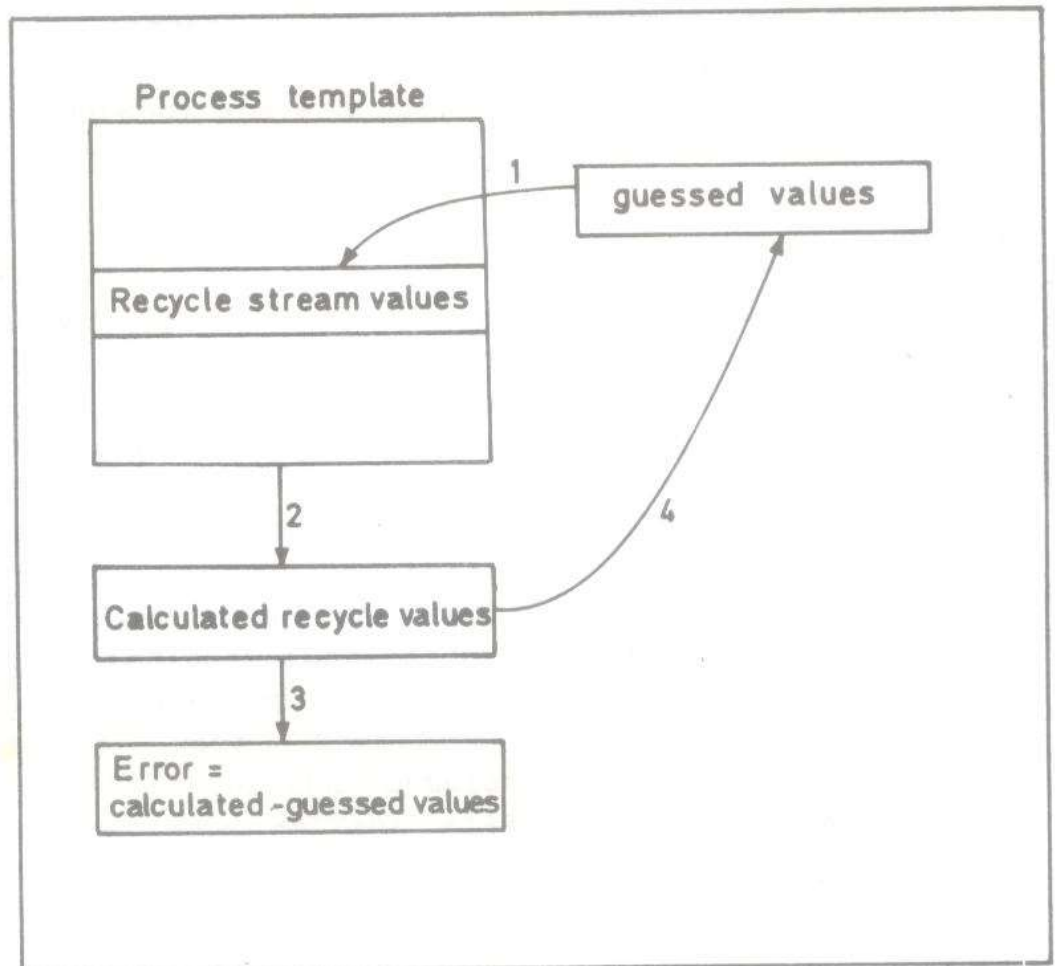 Process template
1
guessed values
Recycle stream values
2
4
Calculated recycle values
3
Error =
calculated-guessed values